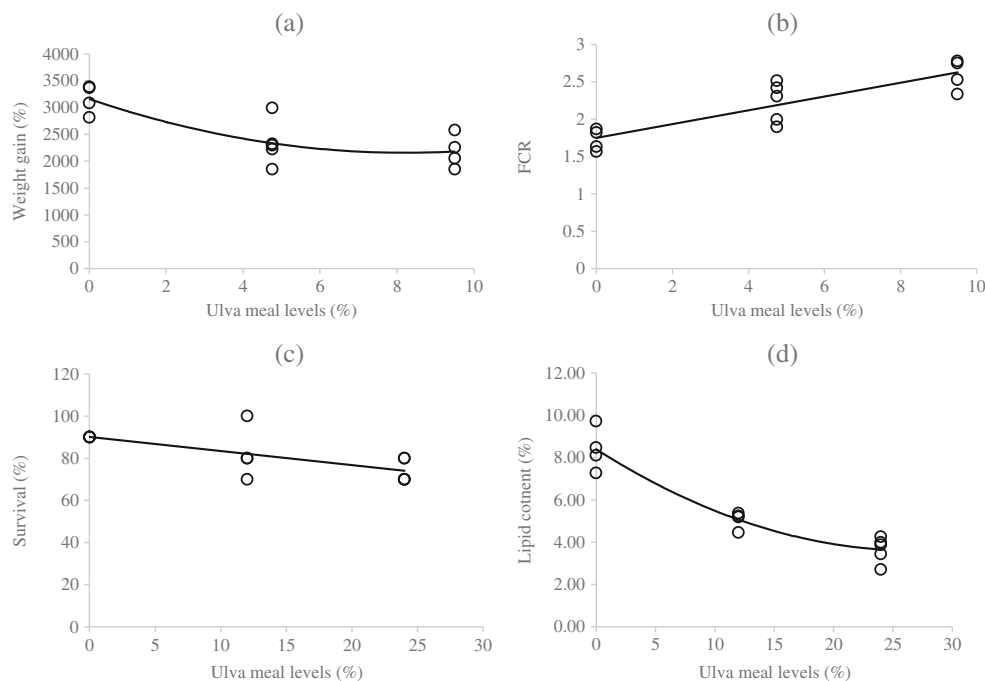 (a)
4000
3500
3000
2500
2000
1500
1000
500
0
Weight gain (%)
0 2 4 6 8 10
Ulva meal levels (%)
(b)
3
2.5
2
1.5
1
0.5
0
FCR
0 2 4 6 8 10
Ulva meal levels (%)
(c)
120
100
80
60
40
20
0
Survival (%)
0 5 10 15 20 25 30
Ulva meal levels (%)
(d)
12.00
10.00
8.00
6.00
4.00
2.00
0.00
Lipid cotnent (%)
0 5 10 15 20 25 30
Ulva meal levels (%)